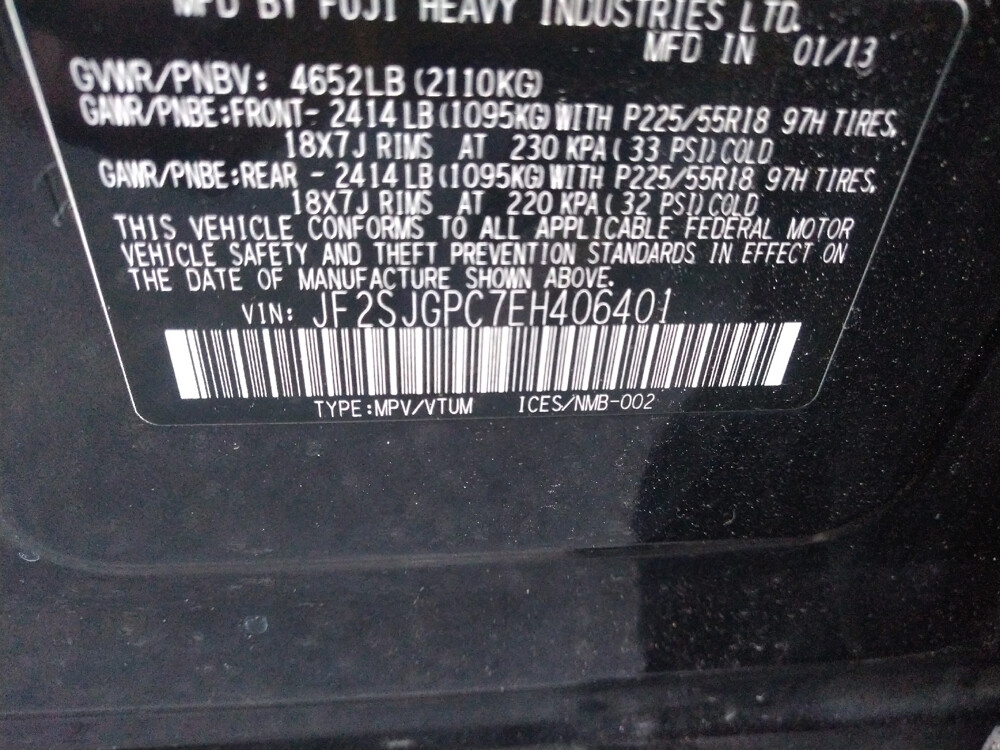 MFD BY FUJI HEAVY INDUSTRIES LTD.
MFD IN 01/13
GVWR/PNBV: 4652LB (2110KG)
GAWR/PNBE:FRONT- 2414 LB (1095KG) WITH P225/55R18 97H TIRES,
18X7J RIMS AT 230 KPA ( 33 PSI) COLD
GAWR/PNBE:REAR - 2414 LB (1095KG) WITH P225/55R18 97H TIRES,
18X7J RIMS AT 220 KPA ( 32 PSI) COLD
THIS VEHICLE CONFORMS TO ALL APPLICABLE FEDERAL MOTOR
VEHICLE SAFETY AND THEFT PREVENTION STANDARDS IN EFFECT ON
THE DATE OF MANUFACTURE SHOWN ABOVE.
VIN: JF2SJGPC7EH406401
TYPE:MPV/VTUM ICES/NMB-002